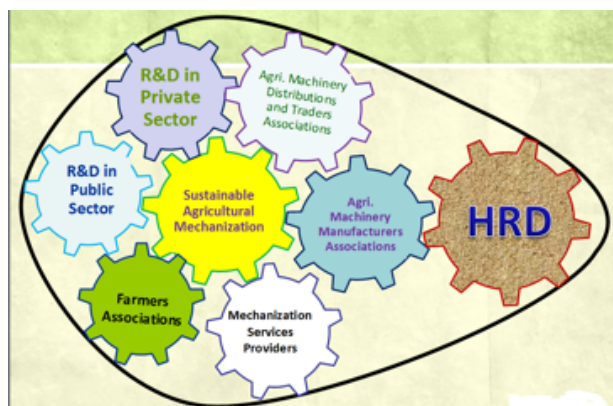 R&D in
Private
Sector
Agri. Machinery
Distributions
and Traders
Associations
R&D in
Public
Sector
Sustainable
Agricultural
Mechanization
Agri.
Machinery
Manufacturers
Associations
HRD
Farmers
Associations
Mechanization
Services
Providers